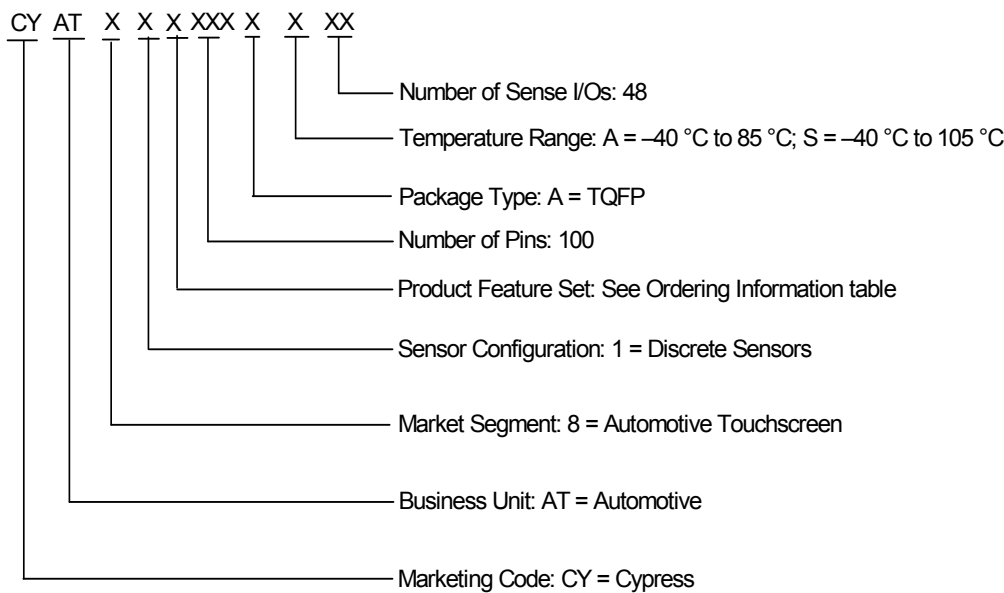 CY AT X X X XXX X X XX
Number of Sense I/Os: 48
Temperature Range: A = –40 °C to 85 °C; S = –40 °C to 105 °C
Package Type: A = TQFP
Number of Pins: 100
Product Feature Set: See Ordering Information table
Sensor Configuration: 1 = Discrete Sensors
Market Segment: 8 = Automotive Touchscreen
Business Unit: AT = Automotive
Marketing Code: CY = Cypress